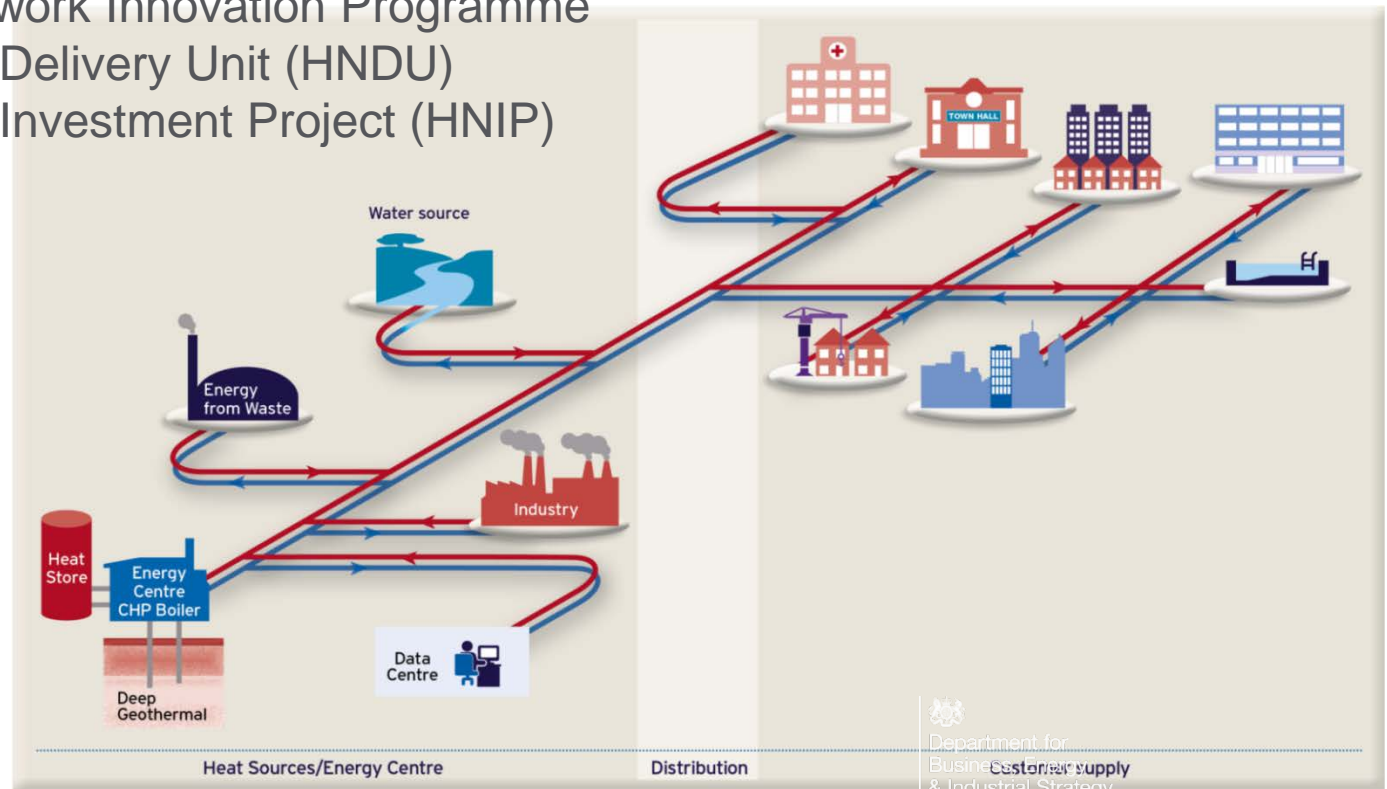 work Innovation Programme
Delivery Unit (HNDU)
Investment Project (HNIP)
TOWN HALL
Water source
Energy
from Waste
Industry
Heat
Store
Energy
Centre
CHP Boiler
Data
Centre
Deep
Geothermal
Heat Sources/Energy Centre
Distribution
Customer Supply
Department for
Business, Energy
& Industrial Strategy